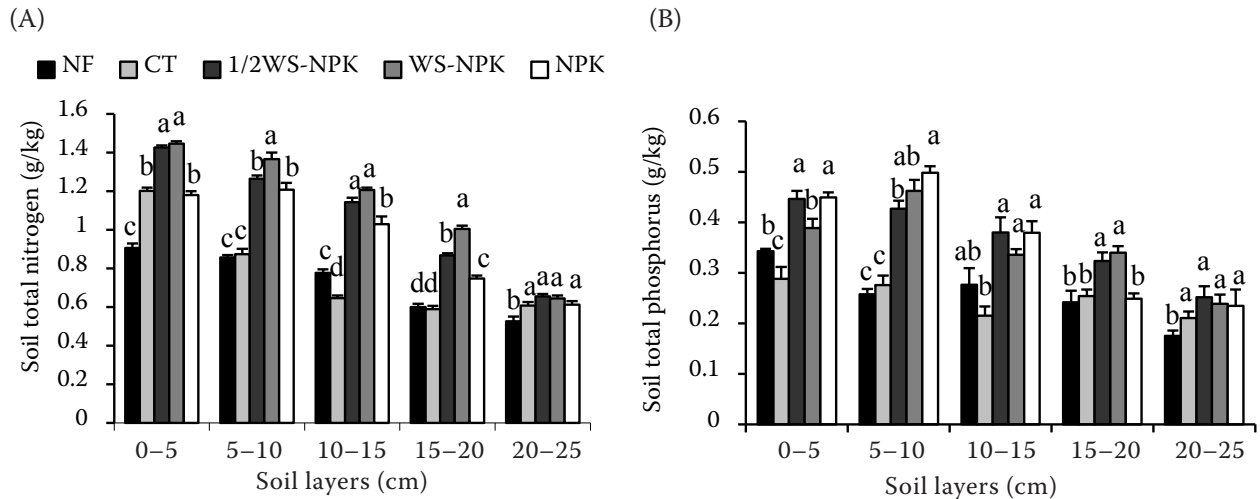 (A)
NF CT 1/2WS-NPK WS-NPK NPK
Soil total nitrogen (g/kg)
1.6
1.4
1.2
1
0.8
0.6
0.4
0.2
0
c b a a b
c c b a b
c d a a b
d d b a c
b a a a a
0–5 5–10 10–15 15–20 20–25
Soil layers (cm)
(B)
Soil total phosphorus (g/kg)
0.6
0.5
0.4
0.3
0.2
0.1
0
b c a b a
c c b ab a
ab b a a a
b b a a b
b a a a a
0–5 5–10 10–15 15–20 20–25
Soil layers (cm)